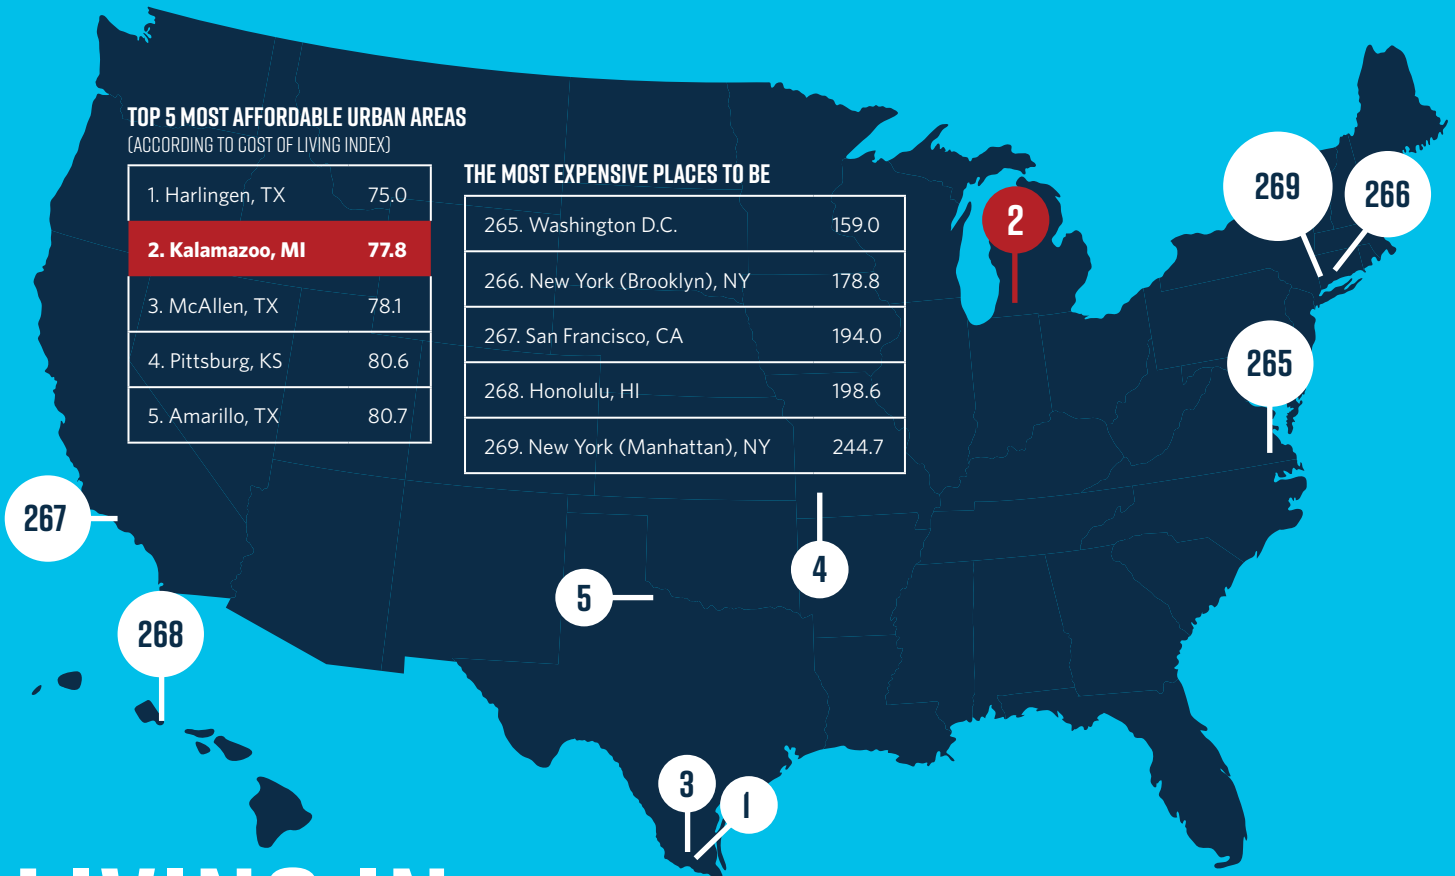 TOP 5 MOST AFFORDABLE URBAN AREAS
(ACCORDING TO COST OF LIVING INDEX)
1. Harlingen, TX 75.0
2. Kalamazoo, MI 77.8
3. McAllen, TX 78.1
4. Pittsburg, KS 80.6
5. Amarillo, TX 80.7
THE MOST EXPENSIVE PLACES TO BE
265. Washington D.C. 159.0
266. New York (Brooklyn), NY 178.8
267. San Francisco, CA 194.0
268. Honolulu, HI 198.6
269. New York (Manhattan), NY 244.7
269
266
2
265
267
4
5
268
3
1
LIVING IN